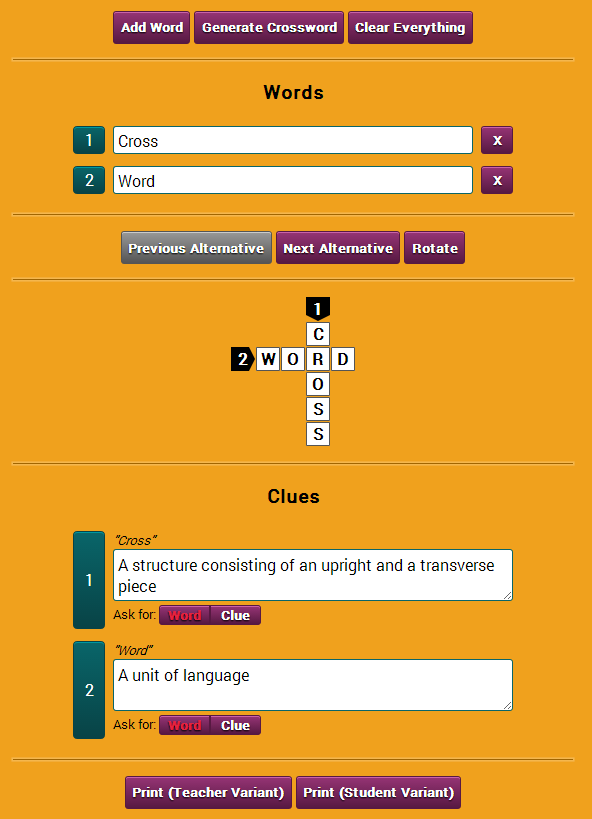 Add Word Generate Crossword Clear Everything
Words
1 Cross x
2 Word x
Previous Alternative Next Alternative Rotate
1
C
2 W O R D
O
S
S
Clues
"Cross"
1 A structure consisting of an upright and a transverse
piece
Ask for: Word Clue
"Word"
2 A unit of language
Ask for: Word Clue
Print (Teacher Variant) Print (Student Variant)